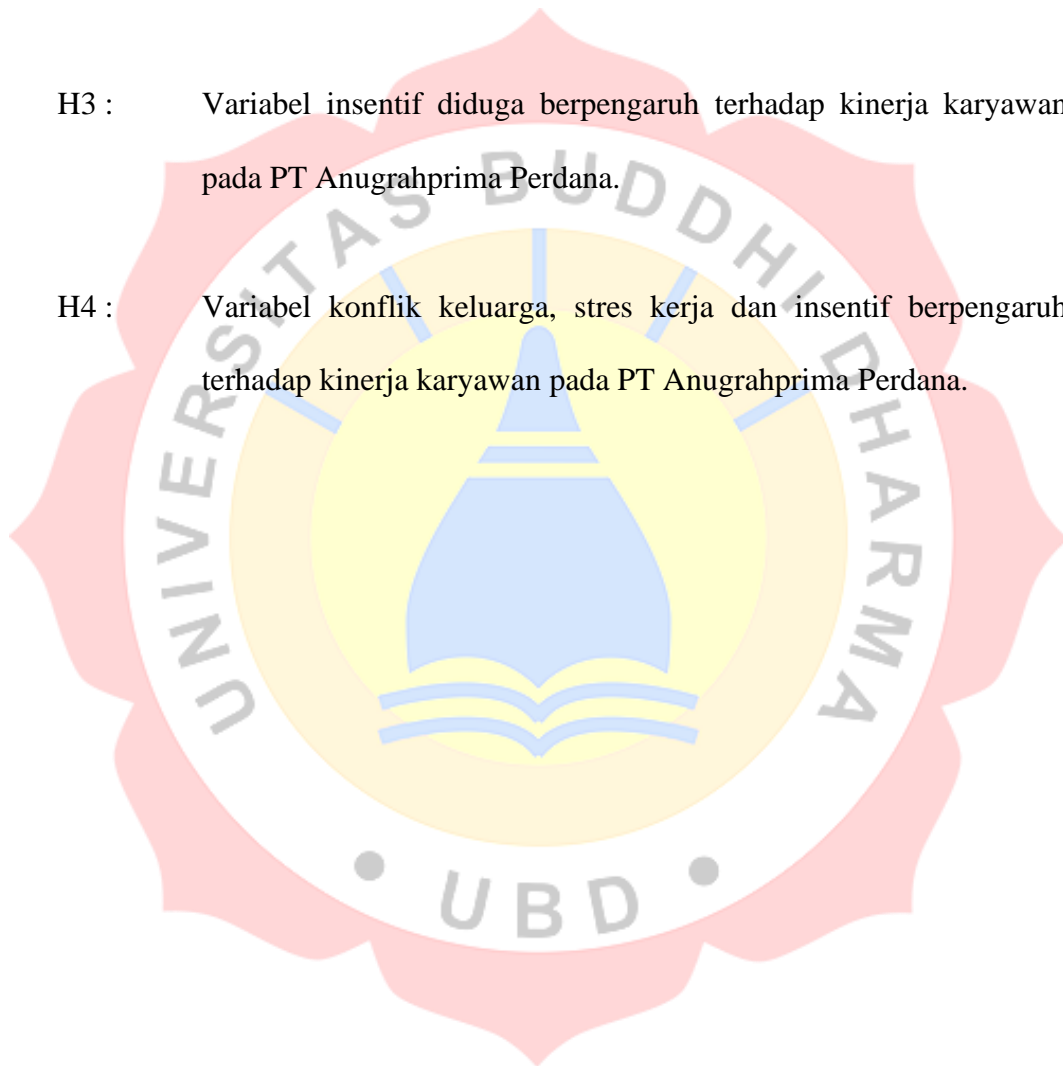 H3 : Variabel insentif diduga berpengaruh terhadap kinerja karyawan
pada PT Anugrahprima Perdana.
H4 : Variabel konflik keluarga, stres kerja dan insentif berpengaruh
terhadap kinerja karyawan pada PT Anugrahprima Perdana.
UNIVERSITAS BUDDHI DHARMA
• UBD •